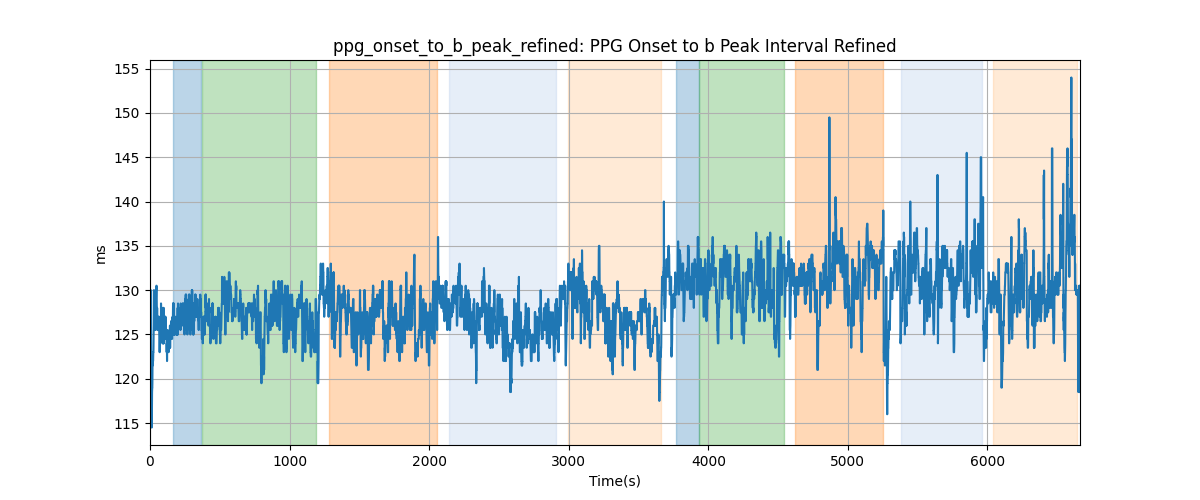 ppg_onset_to_b_peak_refined: PPG Onset to b Peak Interval Refined
155
150
145
140
135
130
125
120
115
ms
0 1000 2000 3000 4000 5000 6000
Time(s)